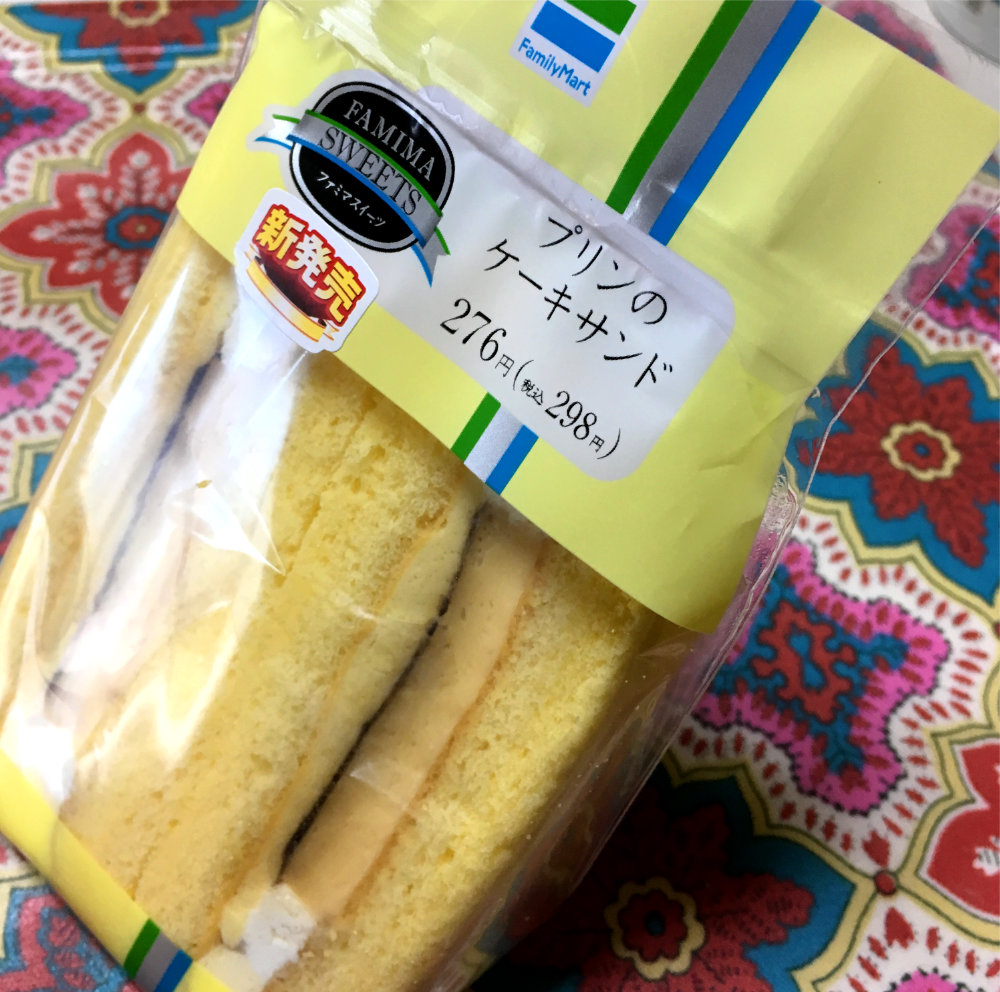 FamilyMart
FAMIMA
SWEETS
ファミマスイーツ
新発売
プリンの
ケーキサンド
276円(税込298円)